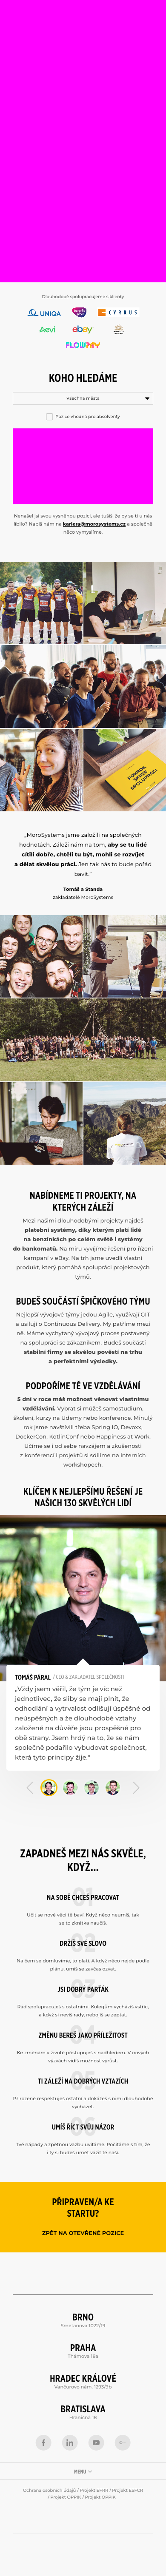 Dlouhodobě spolupracujeme s klienty
UNIQA
CYRBUS
Aevi
ebay
FLOWPAY
KOHO HLEDÁME
Všechna města
Pozice vhodná pro absolventy
Nenašel jsi svou vysněnou pozici, ale tušíš, že by se ti u nás
líbilo? Napiš nám na kariera@morosystems.cz a společně
něco vymyslíme.
„MoroSystems jsme založili na společných
hodnotách. Záleží nám na tom, aby se tu lidé
cítili dobře, chtěli tu být, mohli se rozvíjet
a dělat skvělou práci. Jen tak nás to bude pořád
bavit.“
Tomáš a Standa
zakladatelé MoroSystems
NABÍDNEME TI PROJEKTY, NA
KTERÝCH ZÁLEŽÍ
Mezi našimi dlouhodobými projekty najdeš
platební systémy, díky kterým platí lidé
na benzínkách po celém světě i systémy
do bankomatů. Na míru vyvíjíme řešení pro řízení
kampaní v eBay. Na trh jsme uvedli vlastní
produkt, který pomáhá spolupráci projektových
týmů.
BUDEŠ SOUČÁSTÍ ŠPIČKOVÉHO TÝMU
Nejlepší vývojové týmy jedou Agile, využívají GIT
a usilují o Continuous Delivery. My patříme mezi
ně. Máme vychytaný vývojový proces postavený
na spolupráci se zákazníkem. Budeš součástí
stabilní firmy se skvělou pověstí na trhu
a perfektními výsledky.
PODPOŘÍME TĚ VE VZDĚLÁVÁNÍ
5 dní v roce máš možnost věnovat vlastnímu
vzdělávání. Vybrat si můžeš samostudium,
školení, kurzy na Udemy nebo konference. Minulý
rok jsme navštívili třeba Spring IO, Devoxx,
DockerCon, KotlinConf nebo Happiness at Work.
Učíme se i od sebe navzájem a zkušenosti
z konferencí i projektů si sdílíme na interních
workshopech.
KLÍČEM K NEJLEPŠÍMU ŘEŠENÍ JE
NAŠICH 130 SKVĚLÝCH LIDÍ
TOMÁŠ PÁRAL / CEO & ZAKLADATEL SPOLEČNOSTI
„Vždy jsem věřil, že tým je víc než
jednotlivec, že sliby se mají plnit, že
odhodlání a vytrvalost odlišují úspěšné od
neúspěšných a že dlouhodobé vztahy
založené na důvěře jsou prospěšné pro
obě strany. Jsem hrdý na to, že se nám
společně podařilo vybudovat společnost,
která tyto principy žije.“
ZAPADNEŠ MEZI NÁS SKVĚLE,
KDYŽ...
01
NA SOBĚ CHCEŠ PRACOVAT
Učit se nové věci tě baví. Když něco neumíš, tak
se to zkrátka naučíš.
02
DRŽÍŠ SVÉ SLOVO
Na čem se domluvíme, to platí. A když něco nejde podle
plánu, umíš se zavčas ozvat.
03
JSI DOBRÝ PARŤÁK
Rád spolupracuješ s ostatními. Kolegům vycházíš vstříc,
a když si nevíš rady, nebojíš se zeptat.
04
ZMĚNU BEREŠ JAKO PŘÍLEŽITOST
Ke změnám v životě přistupuješ s nadhledem. V nových
výzvách vidíš možnost vyrůst.
05
TI ZÁLEŽÍ NA DOBRÝCH VZTAZÍCH
Přirozeně respektuješ ostatní a dokážeš s nimi dlouhodobě
vycházet.
06
UMÍŠ ŘÍCT SVŮJ NÁZOR
Tvé nápady a zpětnou vazbu uvítáme. Počítáme s tím, že
i ty si budeš umět vážit té naší.
PŘIPRAVEN/A KE
STARTU?
ZPĚT NA OTEVŘENÉ POZICE
BRNO
Smetanova 1022/19
PRAHA
Thámova 18a
HRADEC KRÁLOVÉ
BRATISLAVA
Hraničná 18
MENU
Ochrana osobních údajů / Projekt EFRR / Projekt ESFCR
/ Projekt OPPIK / Projekt OPPIK